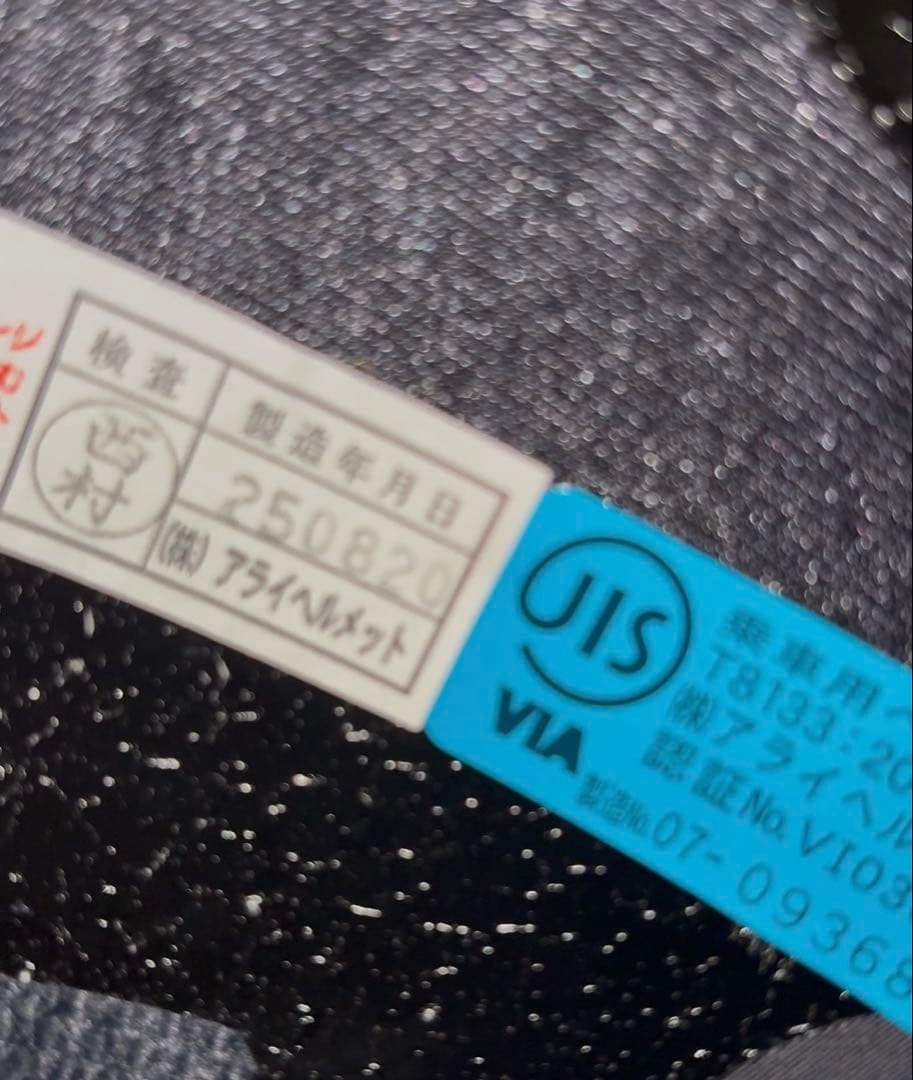 検査
西村
製造年月日
250820
㈱アライヘルメット
JIS
VIA
乗車用ヘ
T8133:20
㈱アライヘル
認証No.VI03
製造No.07-09368